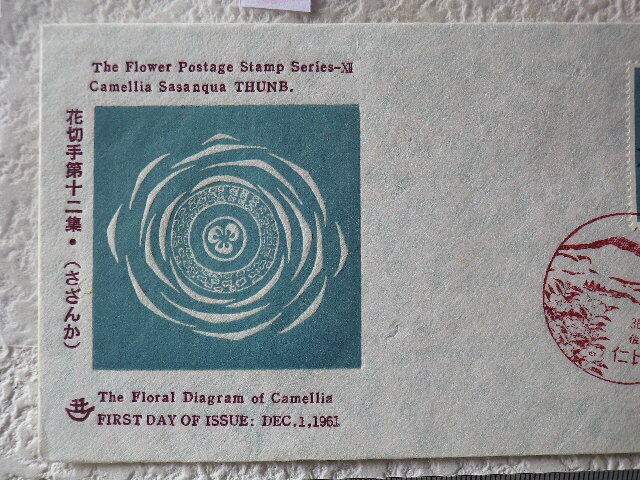 The Flower Postage Stamp Series-XII
Camellia Sasanqua THUNB.
花切手第十二集・(さざんか)
The Floral Diagram of Camellia
FIRST DAY OF ISSUE: DEC.1,1961